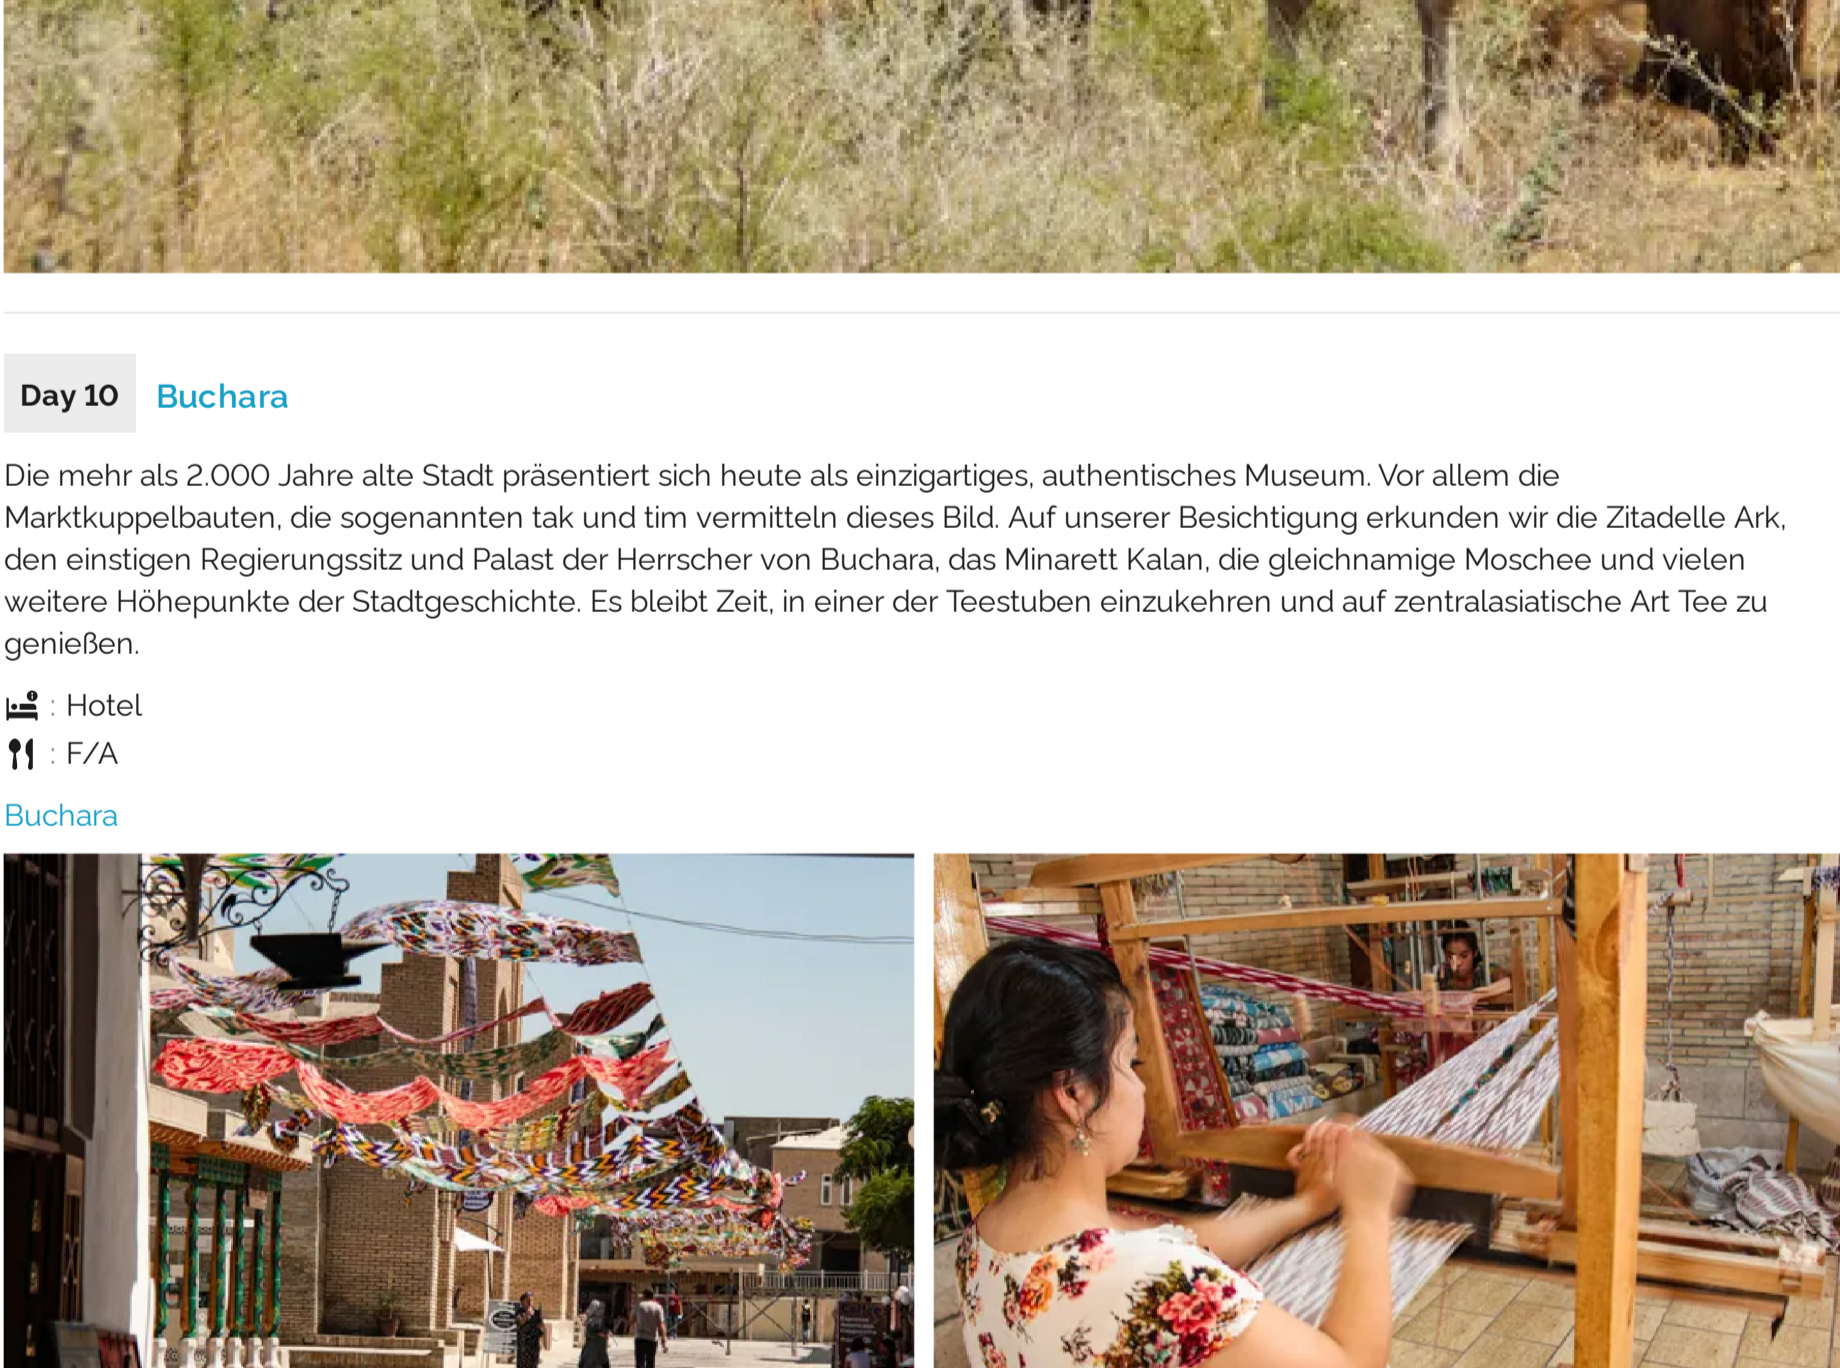 Day 10 Buchara
Die mehr als 2.000 Jahre alte Stadt präsentiert sich heute als einzigartiges, authentisches Museum. Vor allem die
Marktkuppelbauten, die sogenannten tak und tim vermitteln dieses Bild. Auf unserer Besichtigung erkunden wir die Zitadelle Ark,
den einstigen Regierungssitz und Palast der Herrscher von Buchara, das Minarett Kalan, die gleichnamige Moschee und vielen
weitere Höhepunkte der Stadtgeschichte. Es bleibt Zeit, in einer der Teestuben einzukehren und auf zentralasiatische Art Tee zu
genießen.
: Hotel
: F/A
Buchara
Coffee